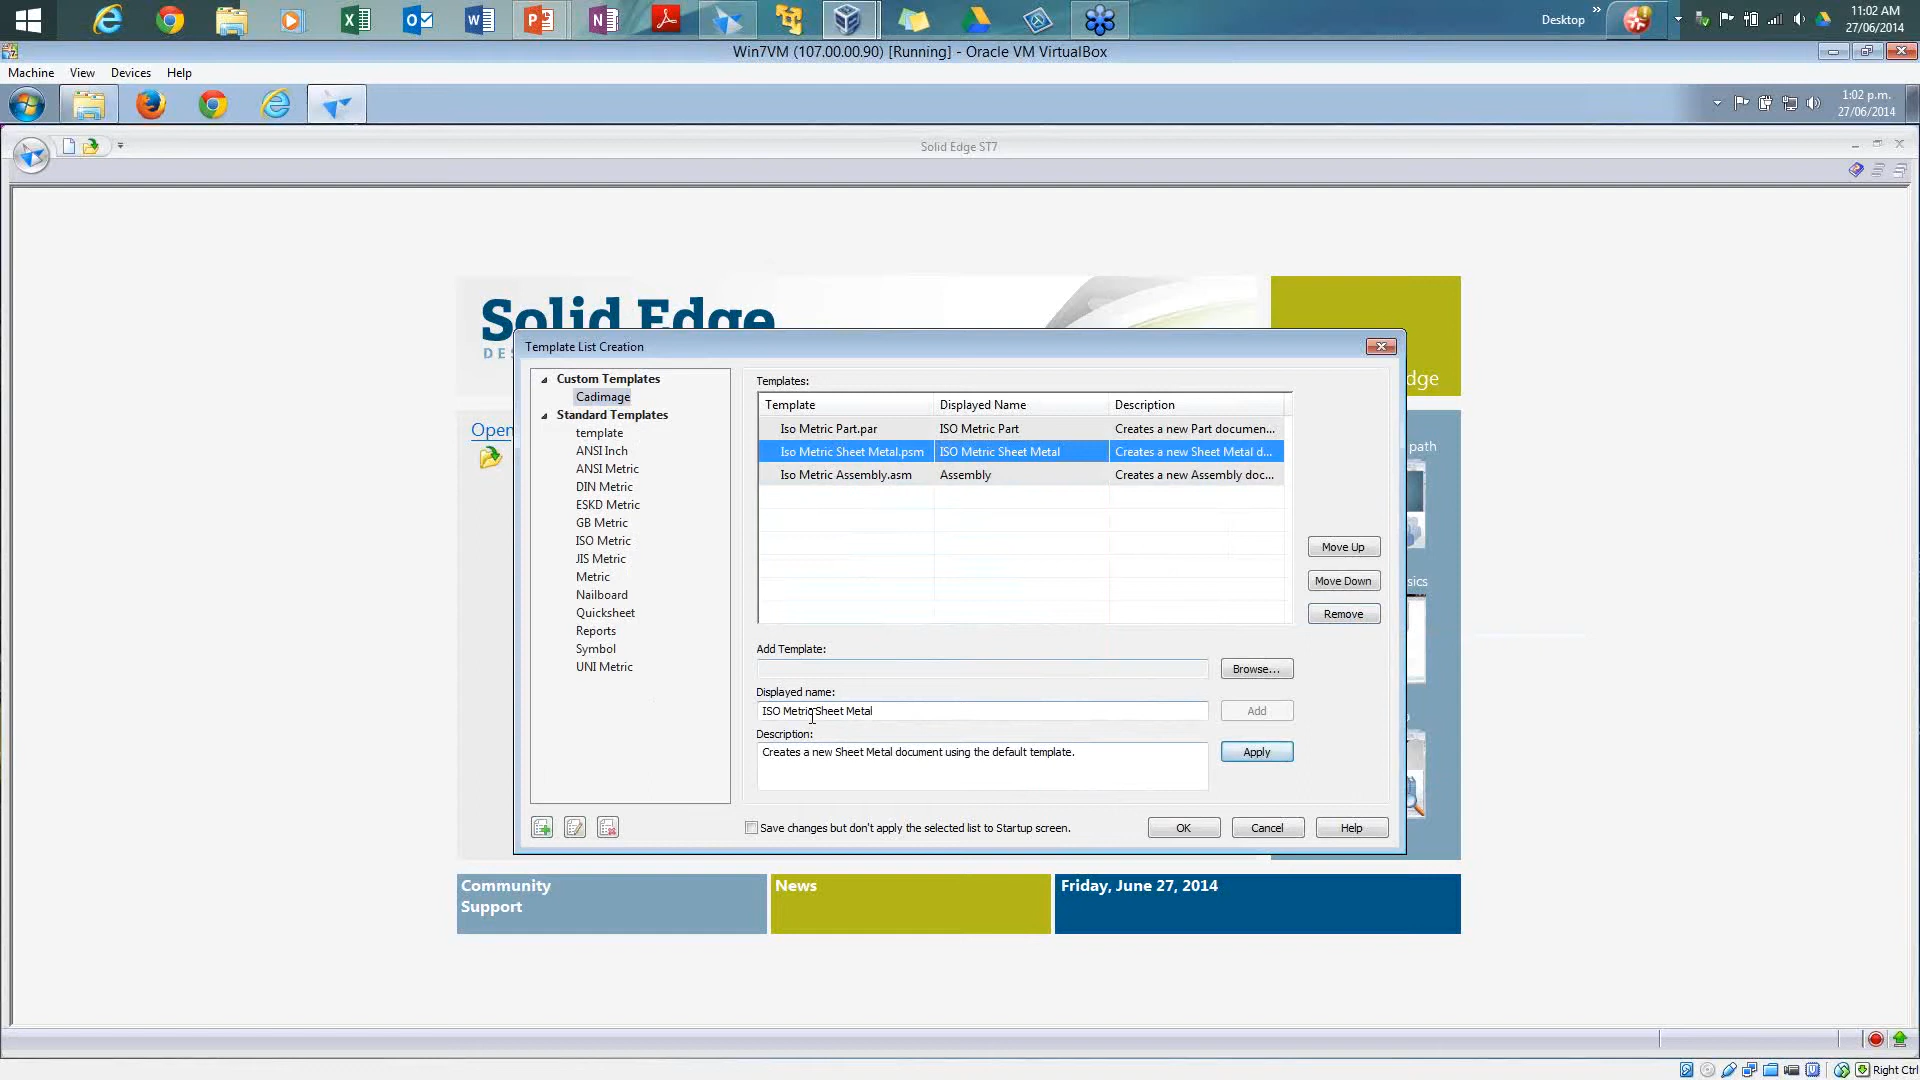 Desktop
»
11:02 AM
27/06/2014
Win7VM (107.00.00.90) [Running] - Oracle VM VirtualBox
Machine View Devices Help
1:02 p.m.
27/06/2014
Solid Edge ST7
Solid Edge
DES
dge
Open
path
sics
Template List Creation
Custom Templates
Cadimage
Standard Templates
template
ANSI Inch
ANSI Metric
DIN Metric
ESKD Metric
GB Metric
ISO Metric
JIS Metric
Metric
Nailboard
Quicksheet
Reports
Symbol
UNI Metric
Templates:
Template Displayed Name Description
Iso Metric Part.par ISO Metric Part Creates a new Part documen...
Iso Metric Sheet Metal.psm ISO Metric Sheet Metal Creates a new Sheet Metal d...
Iso Metric Assembly.asm Assembly Creates a new Assembly doc...
Move Up
Move Down
Remove
Add Template:
Browse...
Displayed name:
ISO Metric Sheet Metal
Add
Description:
Creates a new Sheet Metal document using the default template.
Apply
Save changes but don't apply the selected list to Startup screen.
OK Cancel Help
Community
Support
News
Friday, June 27, 2014
Right Ctrl